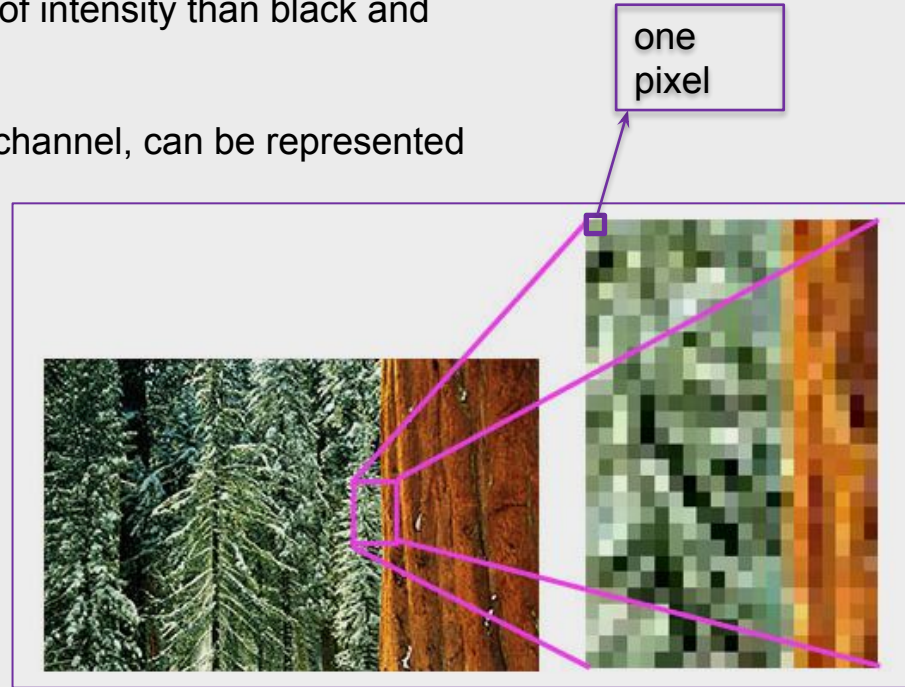 of intensity than black and
one
pixel
channel, can be represented